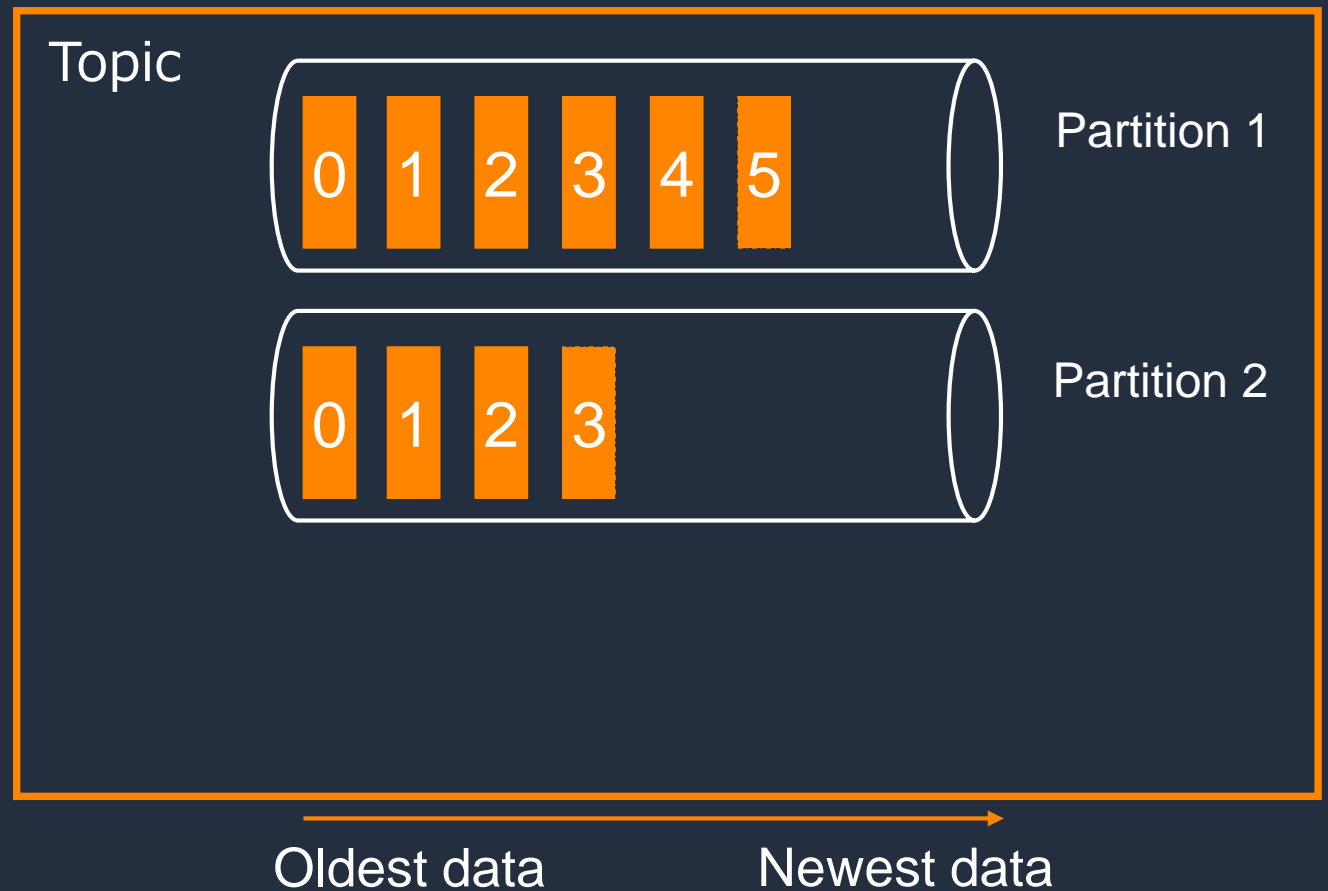 Topic
0 1 2 3 4 5
Partition 1
0 1 2 3
Partition 2
Oldest data
Newest data